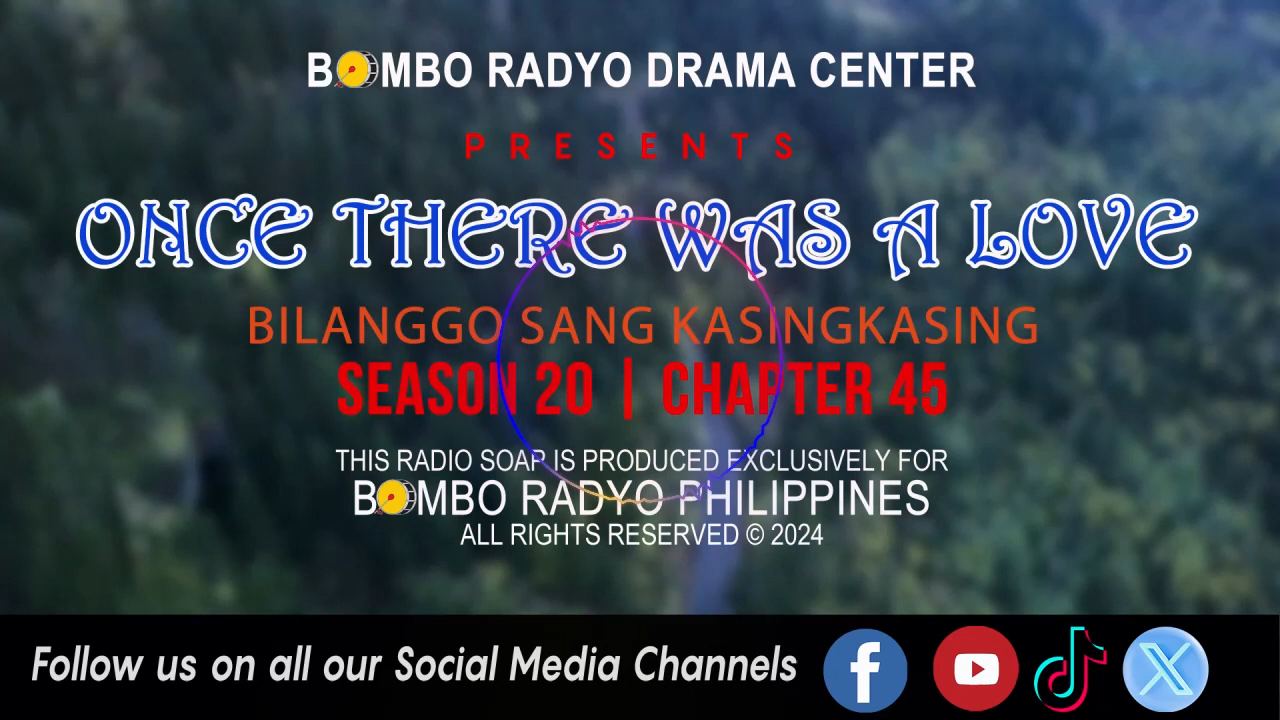 BOMBO RADYO DRAMA CENTER
PRESENTS
ONCE THERE WAS A LOVE
BILANGGO SANG KASINGKASING
SEASON 20 | CHAPTER 45
THIS RADIO SOAP IS PRODUCED EXCLUSIVELY FOR
BOMBO RADYO PHILIPPINES
ALL RIGHTS RESERVED © 2024
Follow us on all our Social Media Channels